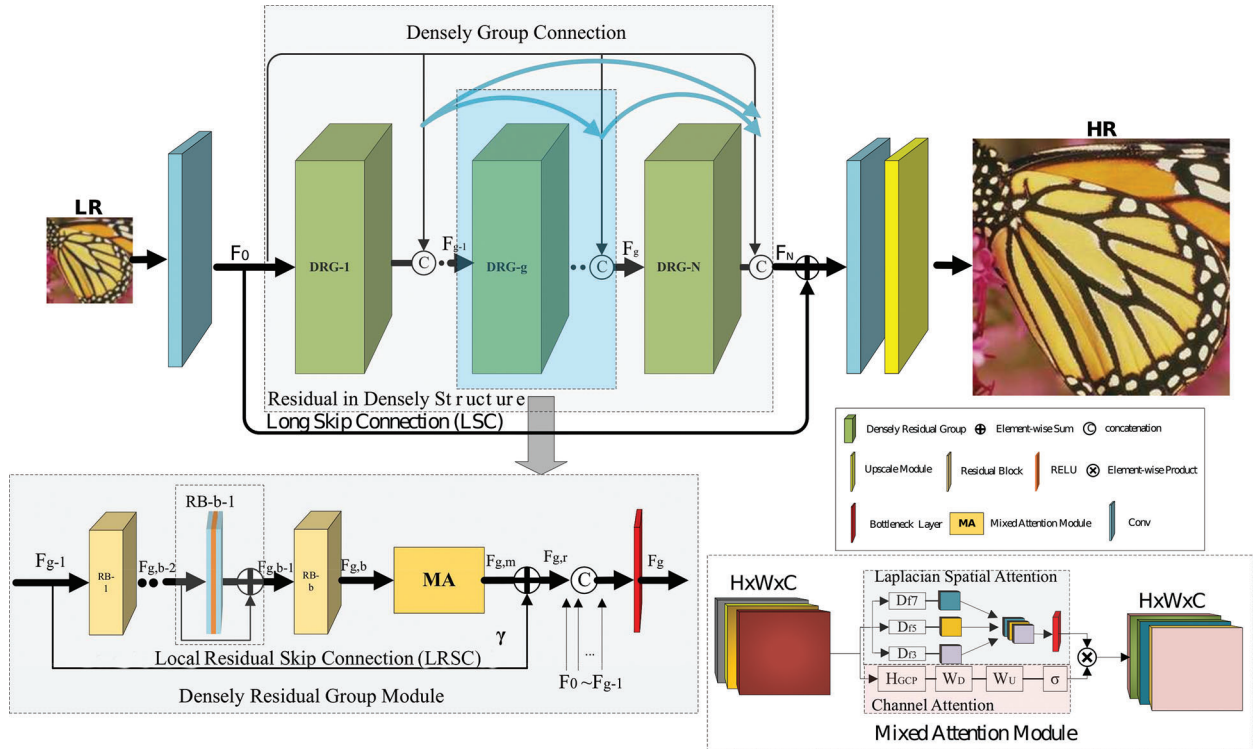 Densely Group Connection
LR
HR
F0
DRG-1
C
Fg-1
DRG-g
C
Fg
DRG-N
C
FN
Residual in Densely Structure
Long Skip Connection (LSC)
Densely Residual Group
Element-wise Sum
C
concatenation
Upscale Module
Residual Block
RELU
Element-wise Product
Bottleneck Layer
MA
Mixed Attention Module
Conv
RB-b-1
Fg-1
RB-1
Fg,b-2
Fg,b-1
RB-b
Fg,b
MA
Fg,m
Fg,r
C
Fg
γ
...
Local Residual Skip Connection (LRSC)
F0 ~Fg-1
Densely Residual Group Module
HxWxC
Laplacian Spatial Attention
HxWxC
Df7
Df5
Df3
HGCP
WD
WU
σ
Channel Attention
Mixed Attention Module